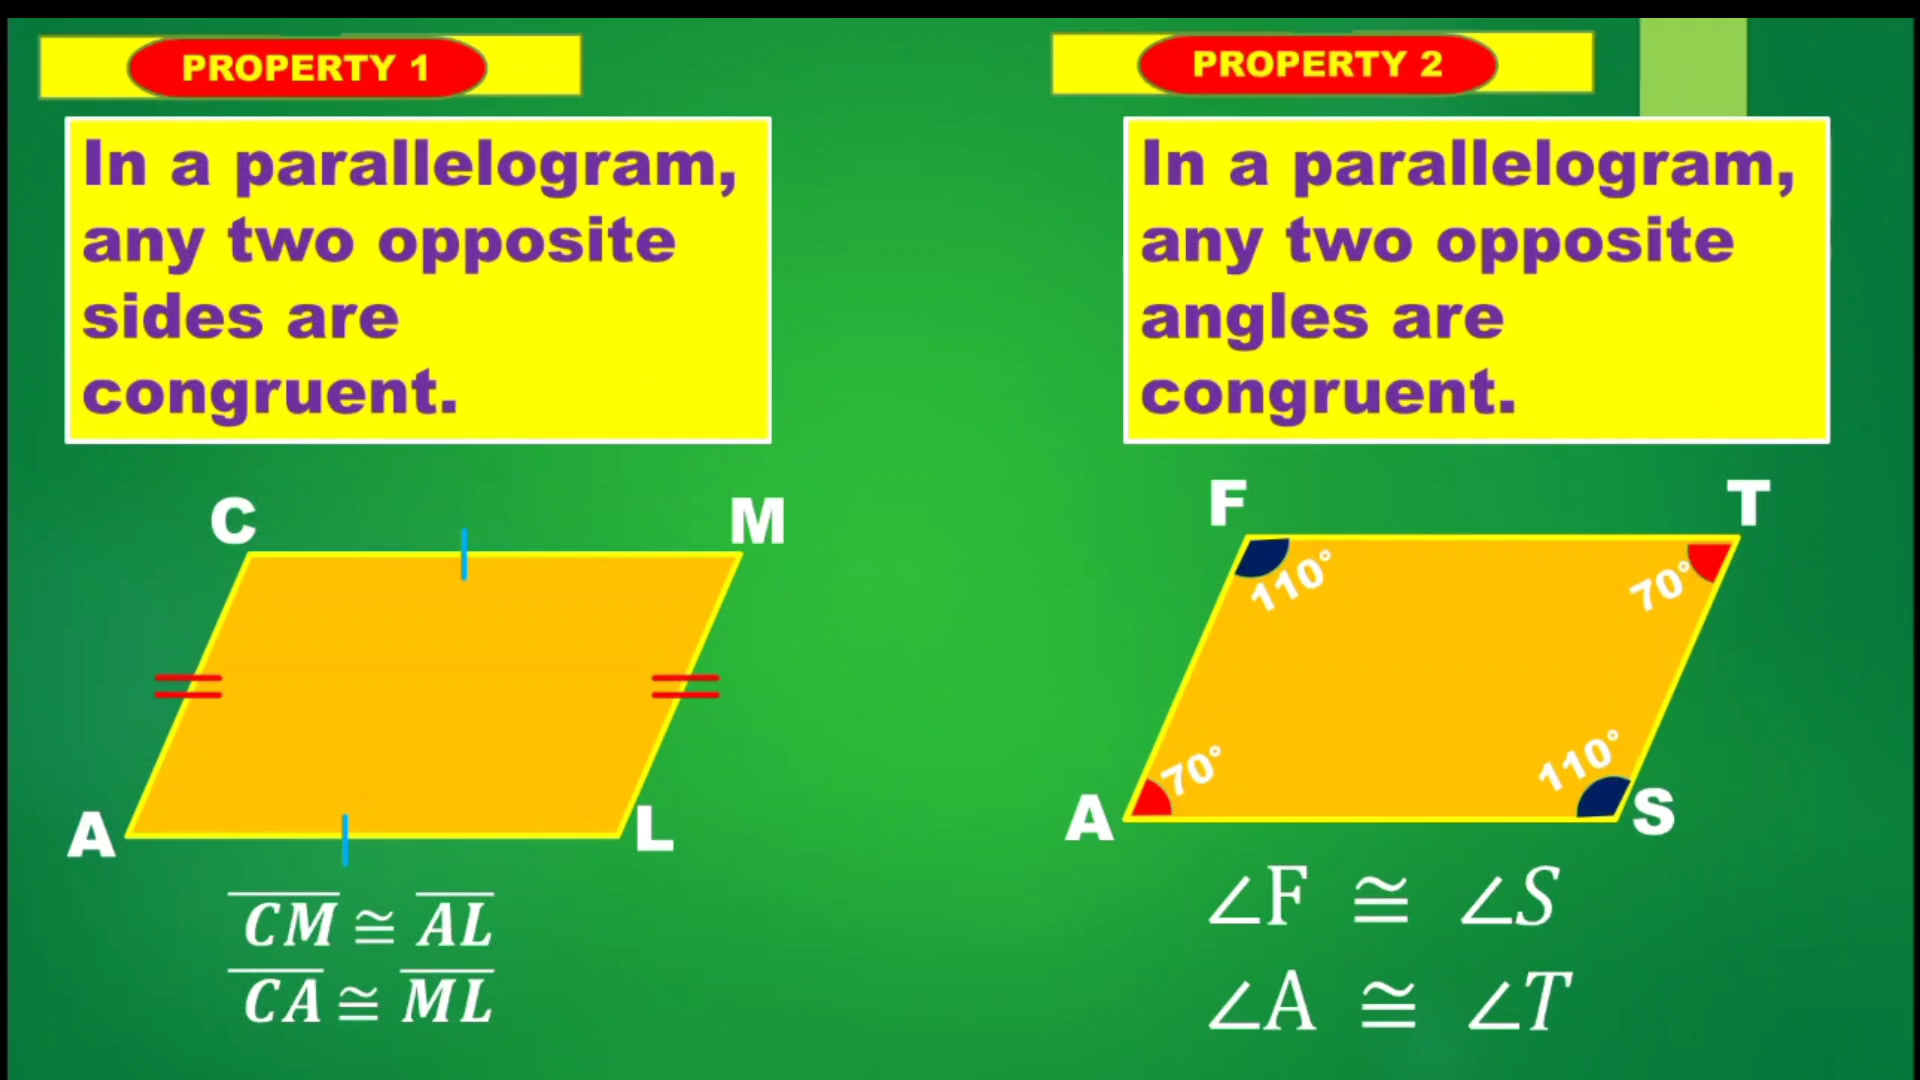 PROPERTY 1
In a parallelogram,
any two opposite
sides are
congruent.
C
M
A
L
CM ≅ AL
CA ≅ ML
PROPERTY 2
In a parallelogram,
any two opposite
angles are
congruent.
F
T
110°
70°
70°
110°
A
S
∠F ≅ ∠S
∠A ≅ ∠T